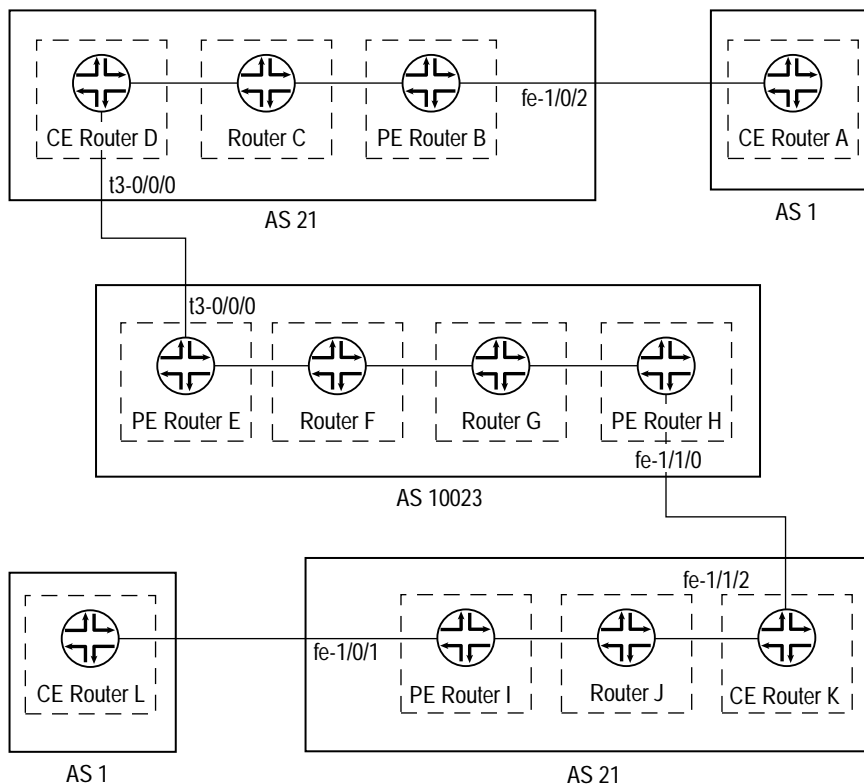 CE Router D
Router C
PE Router B
fe-1/0/2
CE Router A
t3-0/0/0
AS 21
AS 1
t3-0/0/0
PE Router E
Router F
Router G
PE Router H
fe-1/1/0
AS 10023
fe-1/1/2
CE Router L
fe-1/0/1
PE Router I
Router J
CE Router K
AS 1
AS 21